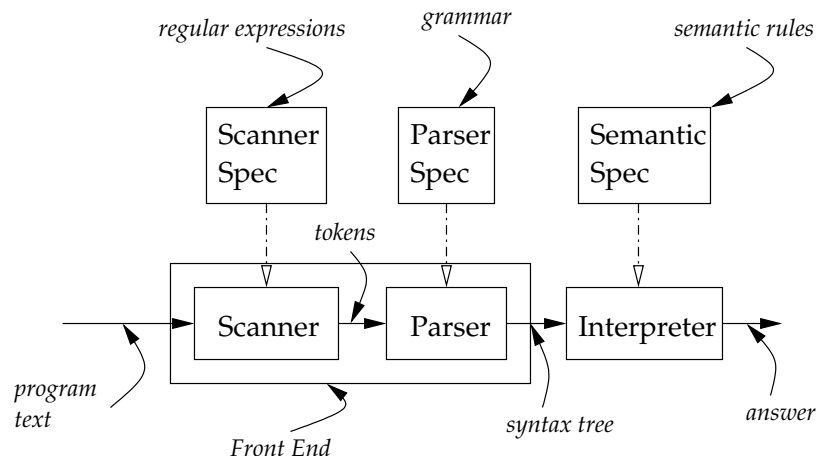 regular expressions
grammar
semantic rules
Scanner
Spec
Parser
Spec
Semantic
Spec
tokens
Scanner
Parser
Interpreter
program
text
Front End
syntax tree
answer